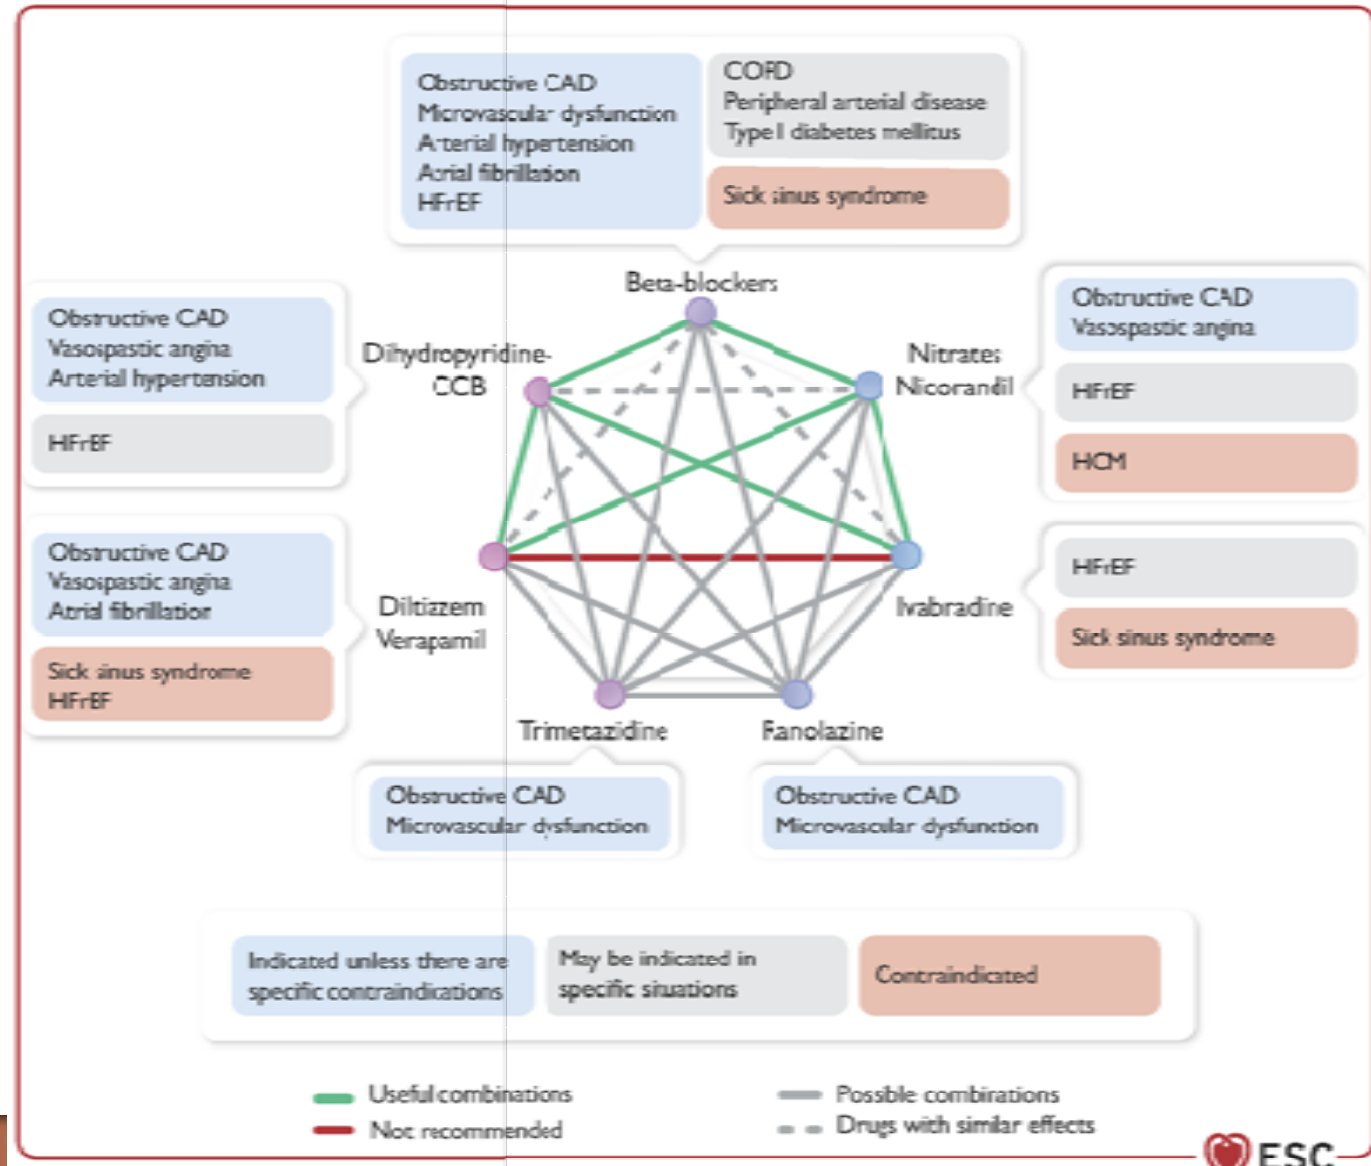 Obstructive CAD
Microvascular dysfunction
Arterial hypertension
Atrial fibrillation
HFrEF
COPD
Peripheral arterial disease
Type I diabetes mellitus
Sick sinus syndrome
Beta-blockers
Obstructive CAD
Vasospastic angina
Arterial hypertension
HFrEF
Dihydropyridine-
CCB
Nitrates
Nicorandil
Obstructive CAD
Vasospastic angina
HFrEF
HCM
Obstructive CAD
Vasospastic angina
Atrial fibrillation
Sick sinus syndrome
HFrEF
Diltizzem
Verapamil
Ivabradine
HFrEF
Sick sinus syndrome
Trimetazidine
Fanolazine
Obstructive CAD
Microvascular dysfunction
Obstructive CAD
Microvascular dysfunction
Indicated unless there are
specific contraindications
May be indicated in
specific situations
Contraindicated
Useful combinations
Not recommended
Possible combinations
Drugs with similar effects
ESC